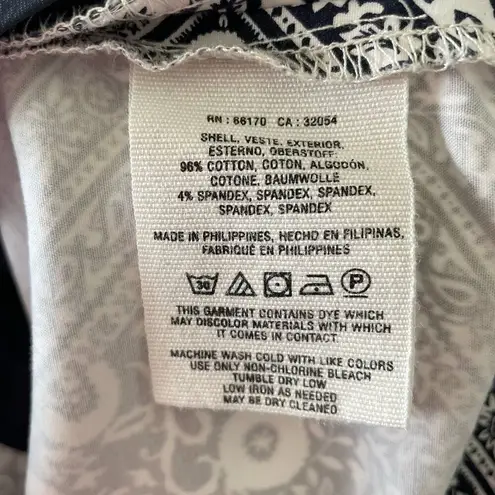 RN : 66170 CA : 32054
SHELL, VESTE, EXTERIOR,
ESTERNO, OBERSTOFF:
96% COTTON, COTON, ALGODÓN,
COTONE, BAUMWOLLE
4% SPANDEX, SPANDEX, SPANDEX,
SPANDEX, SPANDEX
MADE IN PHILIPPINES, HECHO EN FILIPINAS,
FABRIQUÉ EN PHILIPPINES
30 P
THIS GARMENT CONTAINS DYE WHICH
MAY DISCOLOR MATERIALS WITH WHICH
IT COMES IN CONTACT.
MACHINE WASH COLD WITH LIKE COLORS
USE ONLY NON-CHLORINE BLEACH
TUMBLE DRY LOW
LOW IRON AS NEEDED
MAY BE DRY CLEANED